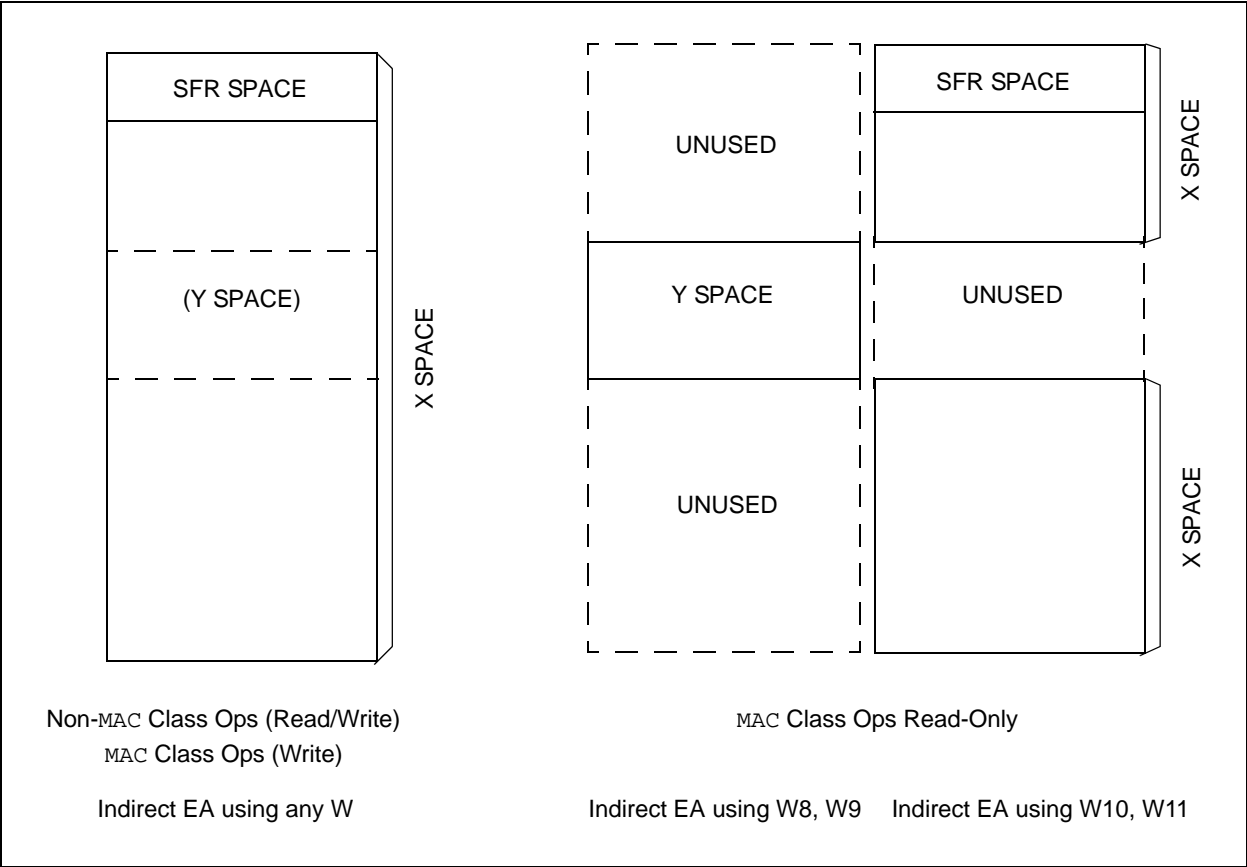 SFR SPACE
(Y SPACE)
X SPACE
Non-MAC Class Ops (Read/Write)
MAC Class Ops (Write)
Indirect EA using any W
UNUSED
Y SPACE
UNUSED
SFR SPACE
X SPACE
UNUSED
X SPACE
MAC Class Ops Read-Only
Indirect EA using W8, W9
Indirect EA using W10, W11